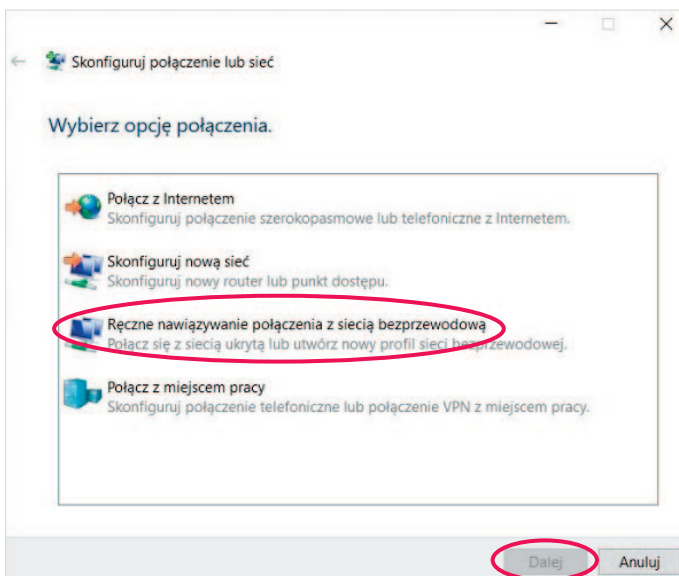 Skonfiguruj połączenie lub sieć
Wybierz opcję połączenia.
Połącz z Internetem
Skonfiguruj połączenie szerokopasmowe lub telefoniczne z Internetem.
Skonfiguruj nową sieć
Skonfiguruj nowy router lub punkt dostępu.
Ręczne nawiązywanie połączenia z siecią bezprzewodową
Połącz się z siecią ukrytą lub utwórz nowy profil sieci bezprzewodowej.
Połącz z miejscem pracy
Skonfiguruj połączenie telefoniczne lub połączenie VPN z miejscem pracy.
Dalej
Anuluj